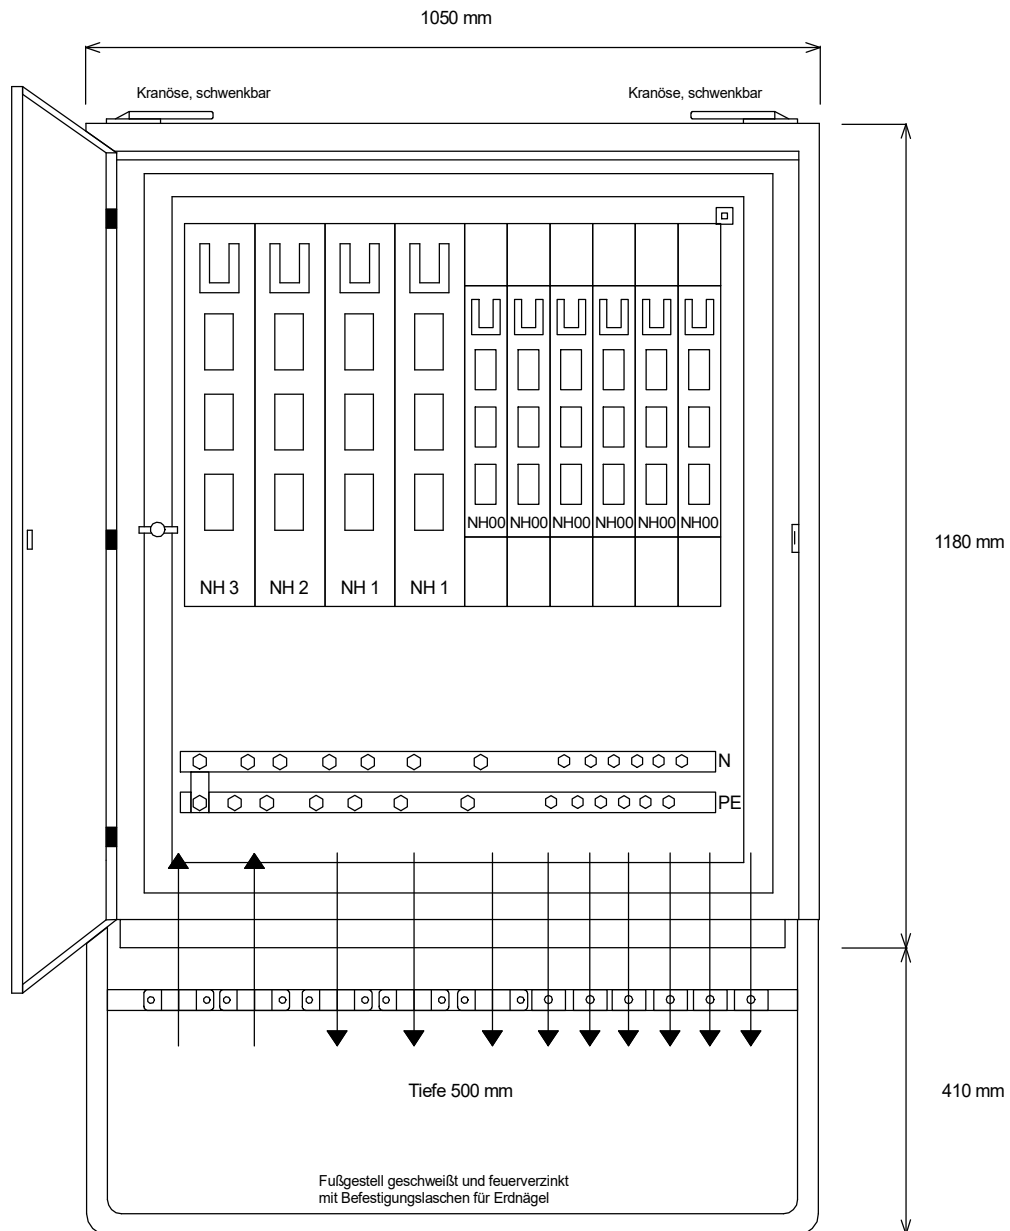 1050 mm
Kranöse, schwenkbar
Kranöse, schwenkbar
NH00 NH00 NH00 NH00 NH00 NH00
1180 mm
NH 3 NH 2 NH 1 NH 1
N
PE
Tiefe 500 mm
410 mm
Fußgestell geschweißt und feuerverzinkt
mit Befestigungslaschen für Erdnägel